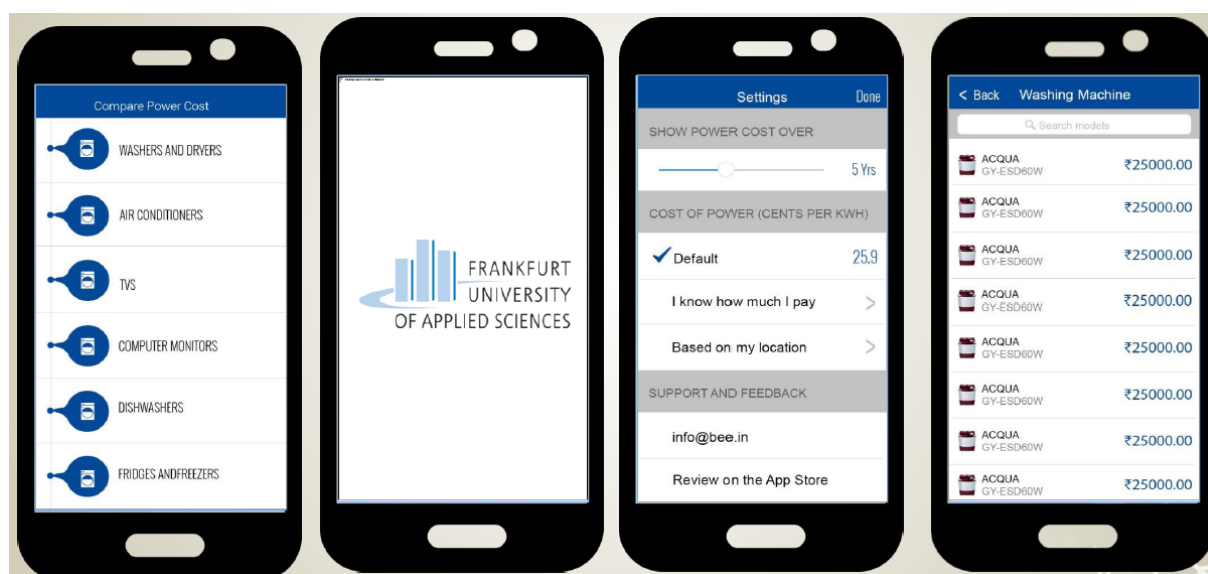 Compare Power Cost
WASHERS AND DRYERS
AIR CONDITIONERS
TVS
COMPUTER MONITORS
DISHWASHERS
FRIDGES ANDFREEZERS
FRANKFURT
UNIVERSITY
OF APPLIED SCIENCES
Settings Done
SHOW POWER COST OVER
5 Yrs
COST OF POWER (CENTS PER KWH)
Default 25.9
I know how much I pay >
Based on my location >
SUPPORT AND FEEDBACK
info@bee.in
Review on the App Store
< Back Washing Machine
Search models
ACQUA
GY-ESD60W ₹25000.00
ACQUA
GY-ESD60W ₹25000.00
ACQUA
GY-ESD60W ₹25000.00
ACQUA
GY-ESD60W ₹25000.00
ACQUA
GY-ESD60W ₹25000.00
ACQUA
GY-ESD60W ₹25000.00
ACQUA
GY-ESD60W ₹25000.00
ACQUA
GY-ESD60W ₹25000.00